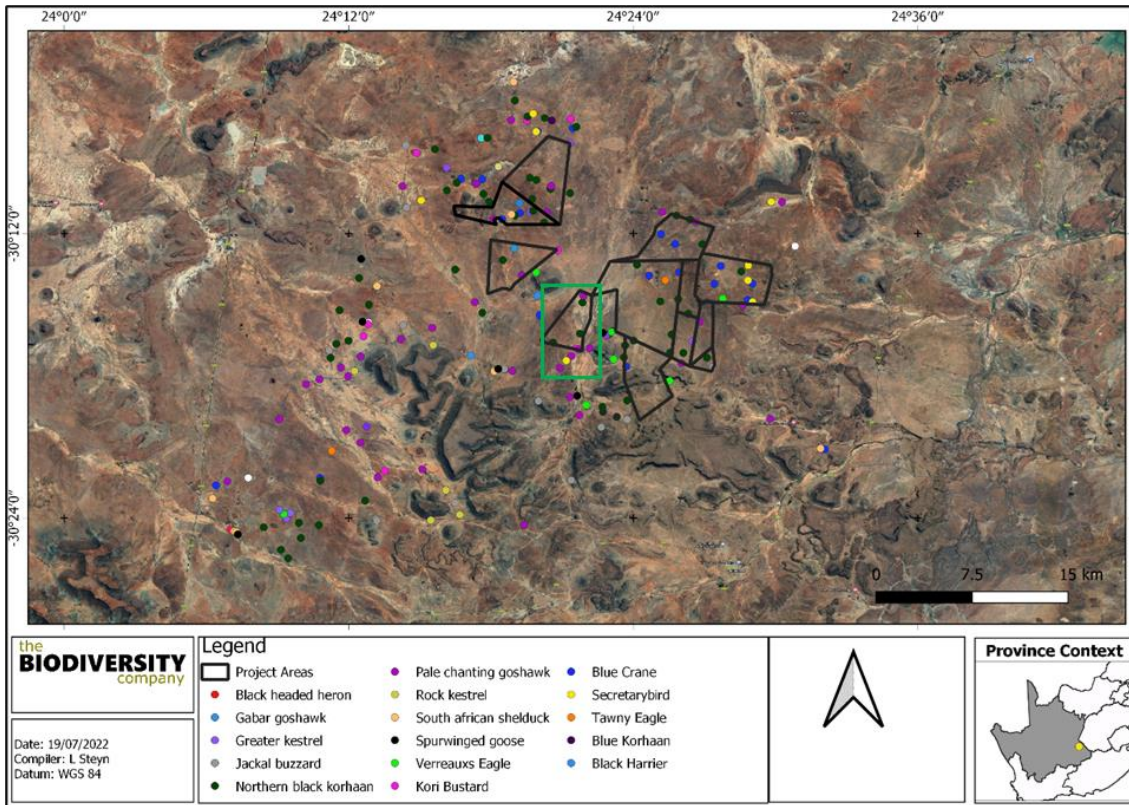 24°0′0″ 24°12′0″ 24°24′0″ 24°36′0″
-30°12′0″
-30°24′0″
0 7.5 15 km
the
BIODIVERSITY
company
Date: 19/07/2022
Compiler: L Steyn
Datum: WGS 84
Legend
Project Areas
Black headed heron
Gabar goshawk
Greater kestrel
Jackal buzzard
Northern black korhaan
Pale chanting goshawk
Rock kestrel
South african shelduck
Spurwinged goose
Verreauxs Eagle
Kori Bustard
Blue Crane
Secretarybird
Tawny Eagle
Blue Korhaan
Black Harrier
Province Context